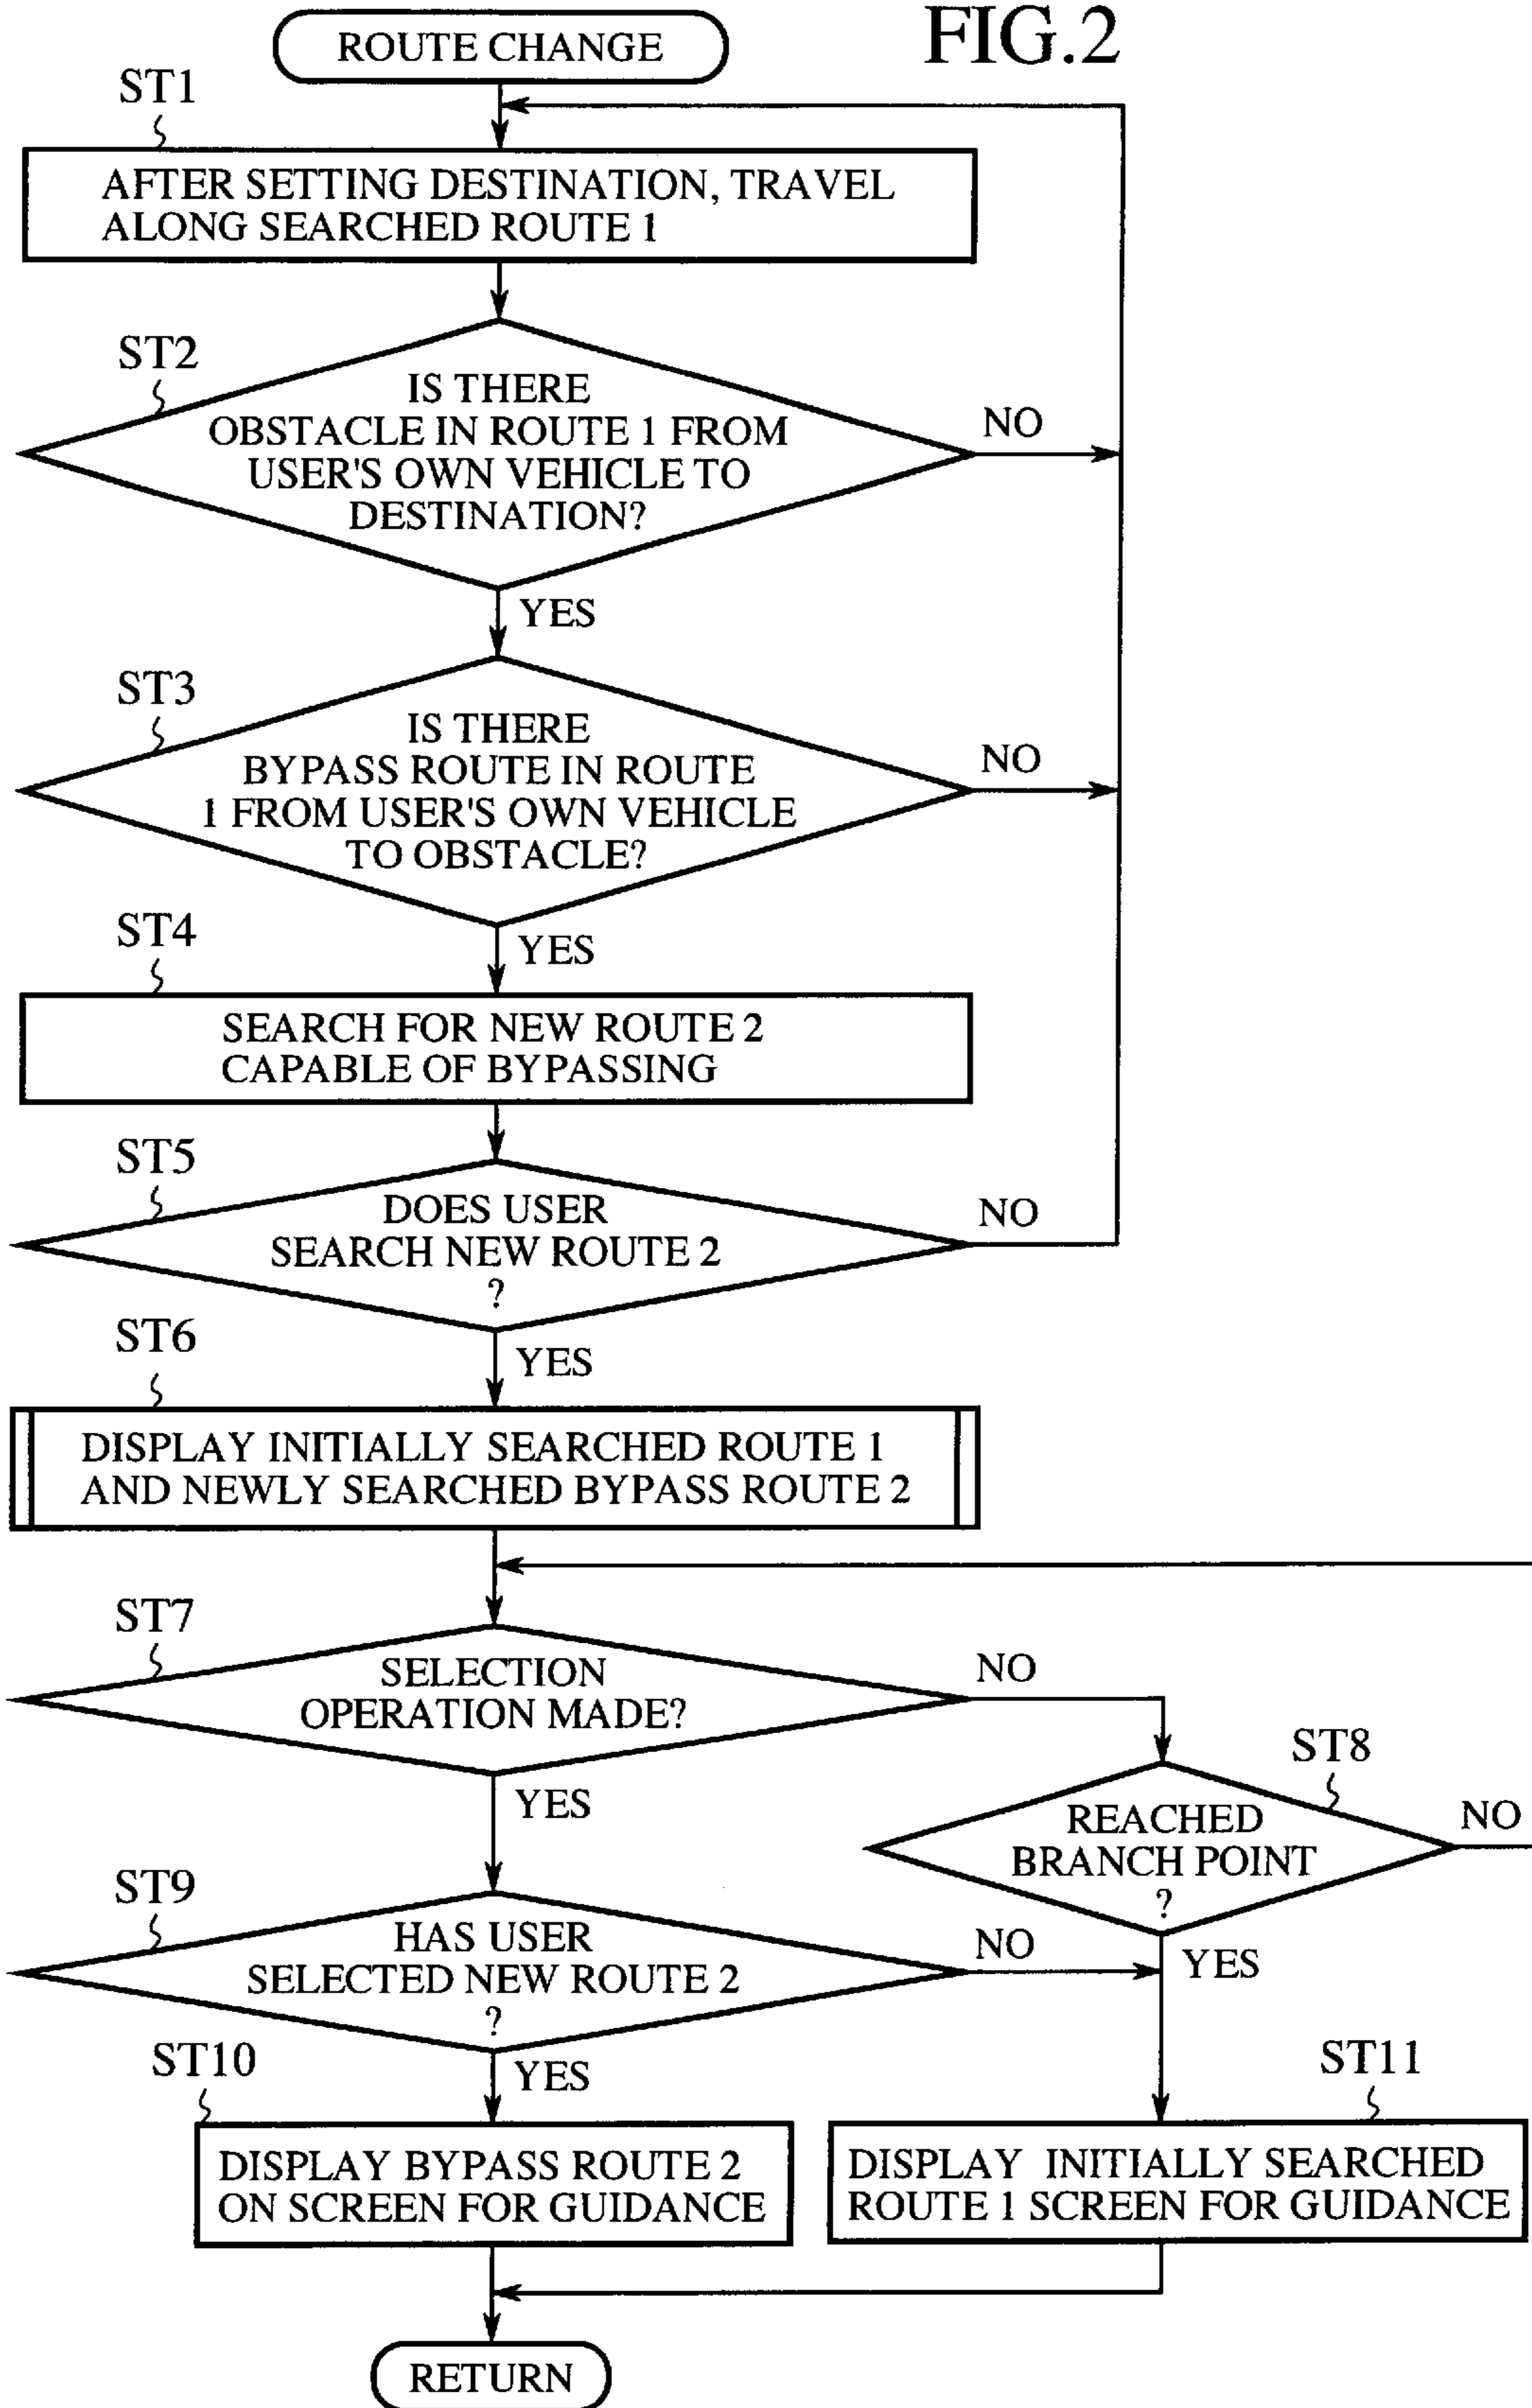 FIG.2
ROUTE CHANGE
ST1
AFTER SETTING DESTINATION, TRAVEL
ALONG SEARCHED ROUTE 1
ST2
IS THERE
OBSTACLE IN ROUTE 1 FROM
USER'S OWN VEHICLE TO
DESTINATION?
NO
YES
ST3
IS THERE
BYPASS ROUTE IN ROUTE
1 FROM USER'S OWN VEHICLE
TO OBSTACLE?
NO
YES
ST4
SEARCH FOR NEW ROUTE 2
CAPABLE OF BYPASSING
ST5
DOES USER
SEARCH NEW ROUTE 2
?
NO
YES
ST6
DISPLAY INITIALLY SEARCHED ROUTE 1
AND NEWLY SEARCHED BYPASS ROUTE 2
ST7
SELECTION
OPERATION MADE?
NO
YES
ST8
REACHED
BRANCH POINT
?
NO
YES
ST9
HAS USER
SELECTED NEW ROUTE 2
?
NO
YES
ST10
DISPLAY BYPASS ROUTE 2
ON SCREEN FOR GUIDANCE
ST11
DISPLAY INITIALLY SEARCHED
ROUTE 1 SCREEN FOR GUIDANCE
RETURN